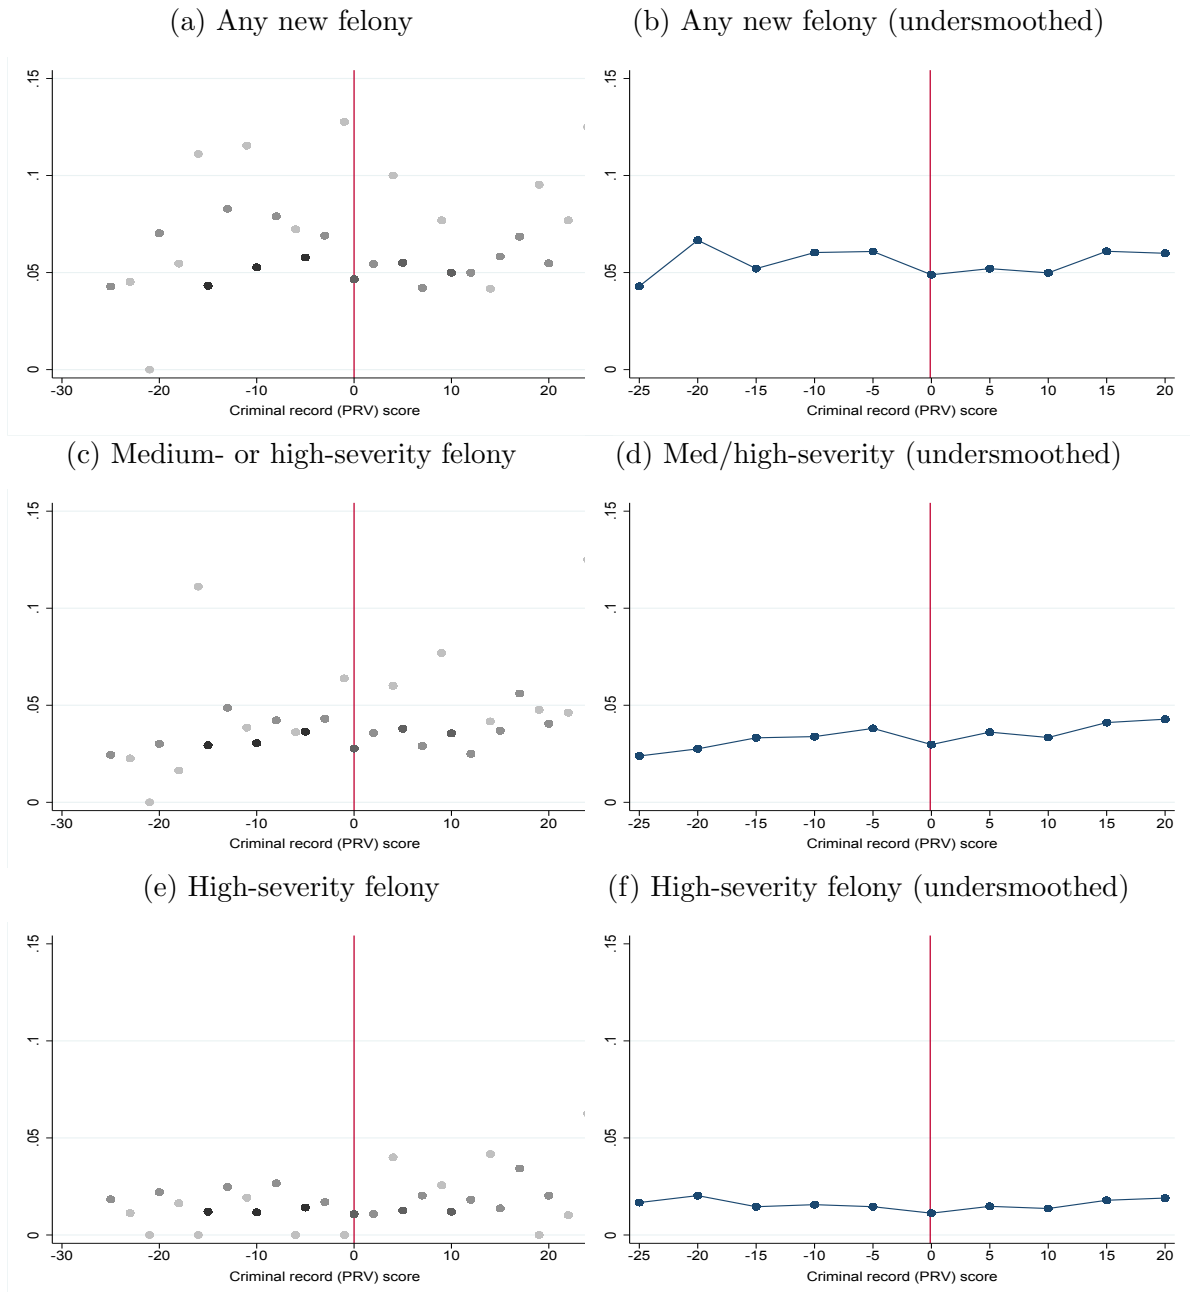 (a) Any new felony
(b) Any new felony (undersmoothed)
.15
.1
.05
0
-30 -20 -10 0 10 20
Criminal record (PRV) score
.15
.1
.05
0
-25 -20 -15 -10 -5 0 5 10 15 20
Criminal record (PRV) score
(c) Medium- or high-severity felony
(d) Med/high-severity (undersmoothed)
.15
.1
.05
0
-30 -20 -10 0 10 20
Criminal record (PRV) score
.15
.1
.05
0
-25 -20 -15 -10 -5 0 5 10 15 20
Criminal record (PRV) score
(e) High-severity felony
(f) High-severity felony (undersmoothed)
.15
.1
.05
0
-30 -20 -10 0 10 20
Criminal record (PRV) score
.15
.1
.05
0
-25 -20 -15 -10 -5 0 5 10 15 20
Criminal record (PRV) score